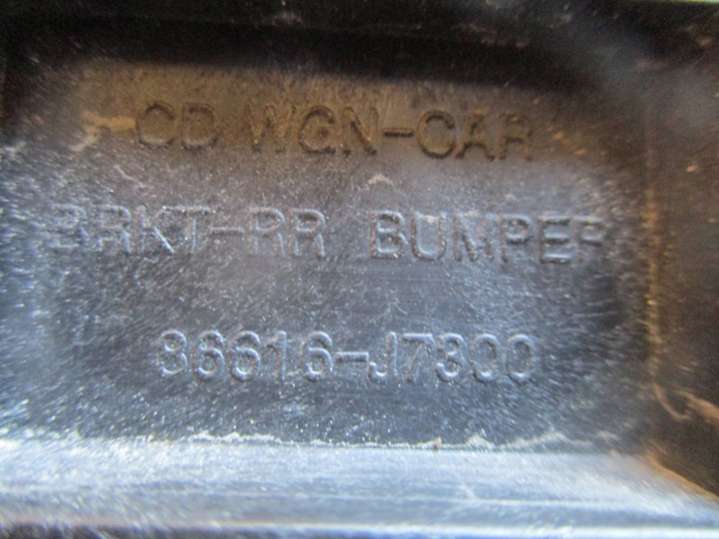 CD WGN-CAR
BRKT-RR BUMPER
86616-J7300